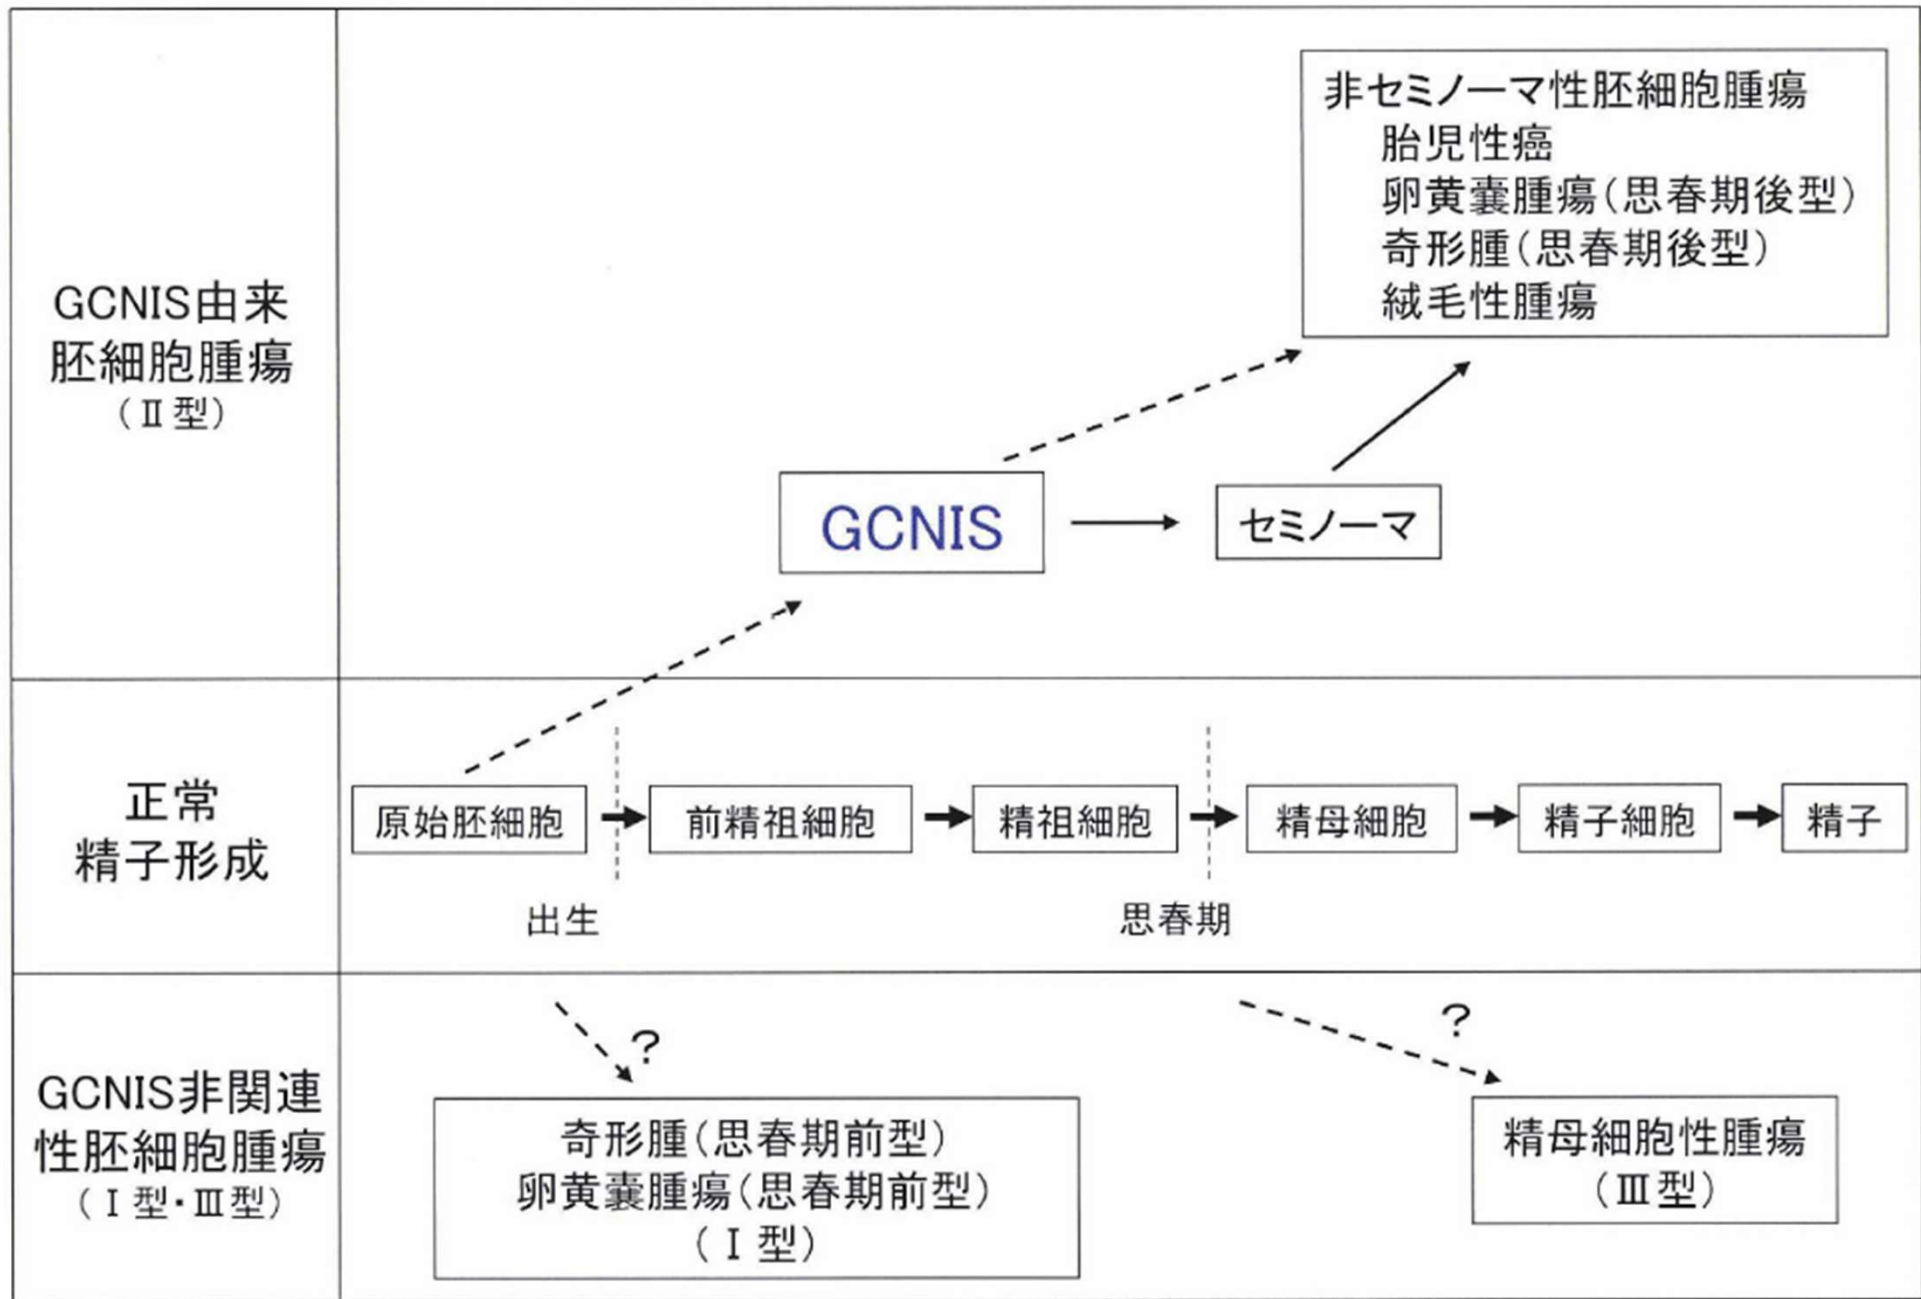 GCNIS由来
胚細胞腫瘍
（Ⅱ型）
非セミノーマ性胚細胞腫瘍
胎児性癌
卵黄嚢腫瘍（思春期後型）
奇形腫（思春期後型）
絨毛性腫瘍
GCNIS
セミノーマ
正常
精子形成
原始胚細胞
前精祖細胞
精祖細胞
精母細胞
精子細胞
精子
出生
思春期
GCNIS非関連
性胚細胞腫瘍
（Ⅰ型・Ⅲ型）
?
奇形腫（思春期前型）
卵黄嚢腫瘍（思春期前型）
（Ⅰ型）
?
精母細胞性腫瘍
（Ⅲ型）